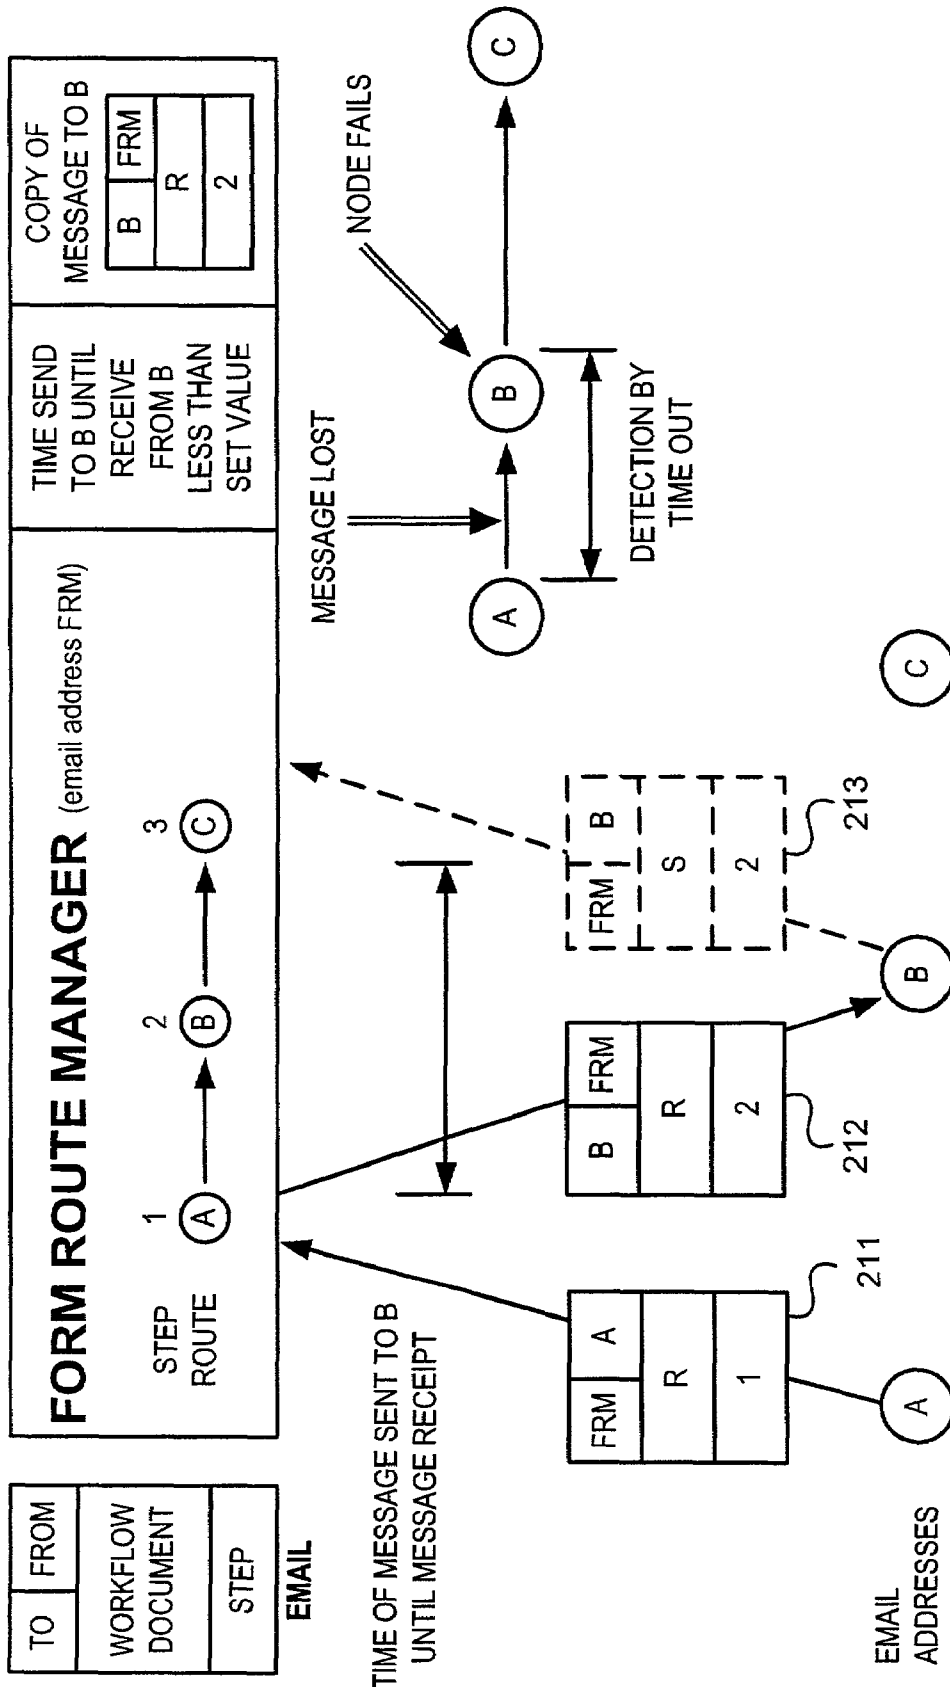 TO FROM
WORKFLOW
DOCUMENT
STEP
EMAIL
FORM ROUTE MANAGER (email address FRM)
STEP 1 2 3
ROUTE A B C
TIME SEND
TO B UNTIL
RECEIVE
FROM B
LESS THAN
SET VALUE
COPY OF
MESSAGE TO B
B FRM
R
2
TIME OF MESSAGE SENT TO B
UNTIL MESSAGE RECEIPT
MESSAGE LOST
NODE FAILS
A B C
DETECTION BY
TIME OUT
FRM A
R
1
211
B FRM
R
2
212
FRM B
S
2
213
EMAIL
ADDRESSES
A B C